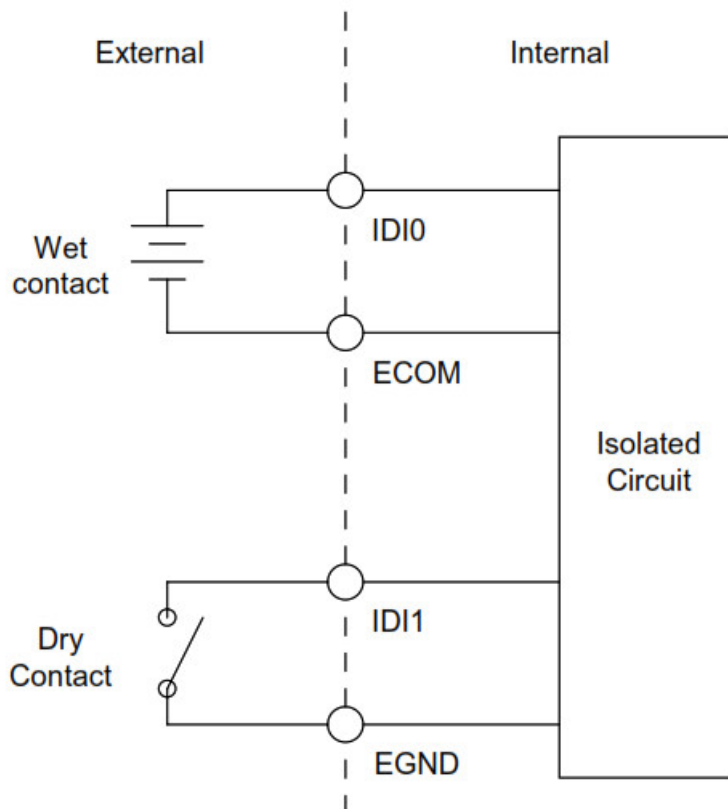 External
Internal
IDI0
Wet
contact
ECOM
Isolated
Circuit
IDI1
Dry
Contact
EGND